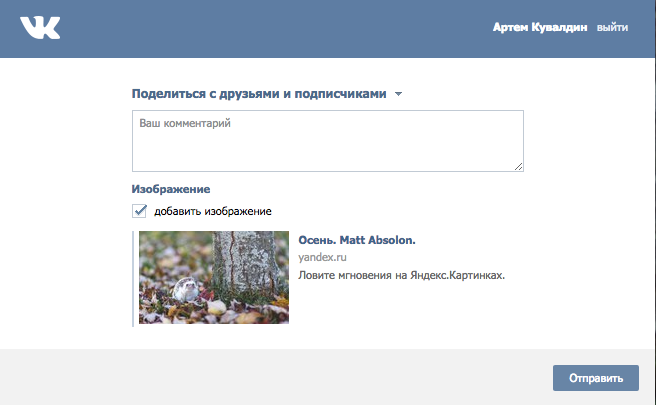 Артем Кувалдин выйти
Поделиться с друзьями и подписчиками
Ваш комментарий
Изображение
добавить изображение
Осень. Matt Absolon.
yandex.ru
Ловите мгновения на Яндекс.Картинках.
Отправить